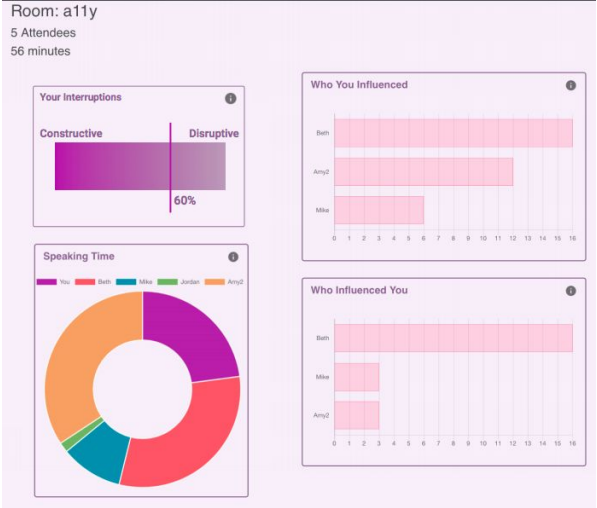 Room: a11y
5 Attendees
56 minutes
Your Interruptions
Constructive Disruptive
60%
Speaking Time
You Beth Mike Jordan Amy2
Who You Influenced
Beth
Amy2
Mike
0 1 2 3 4 5 6 7 8 9 10 11 12 13 14 15 16
Who Influenced You
Beth
Mike
Amy2
0 1 2 3 4 5 6 7 8 9 10 11 12 13 14 15 16